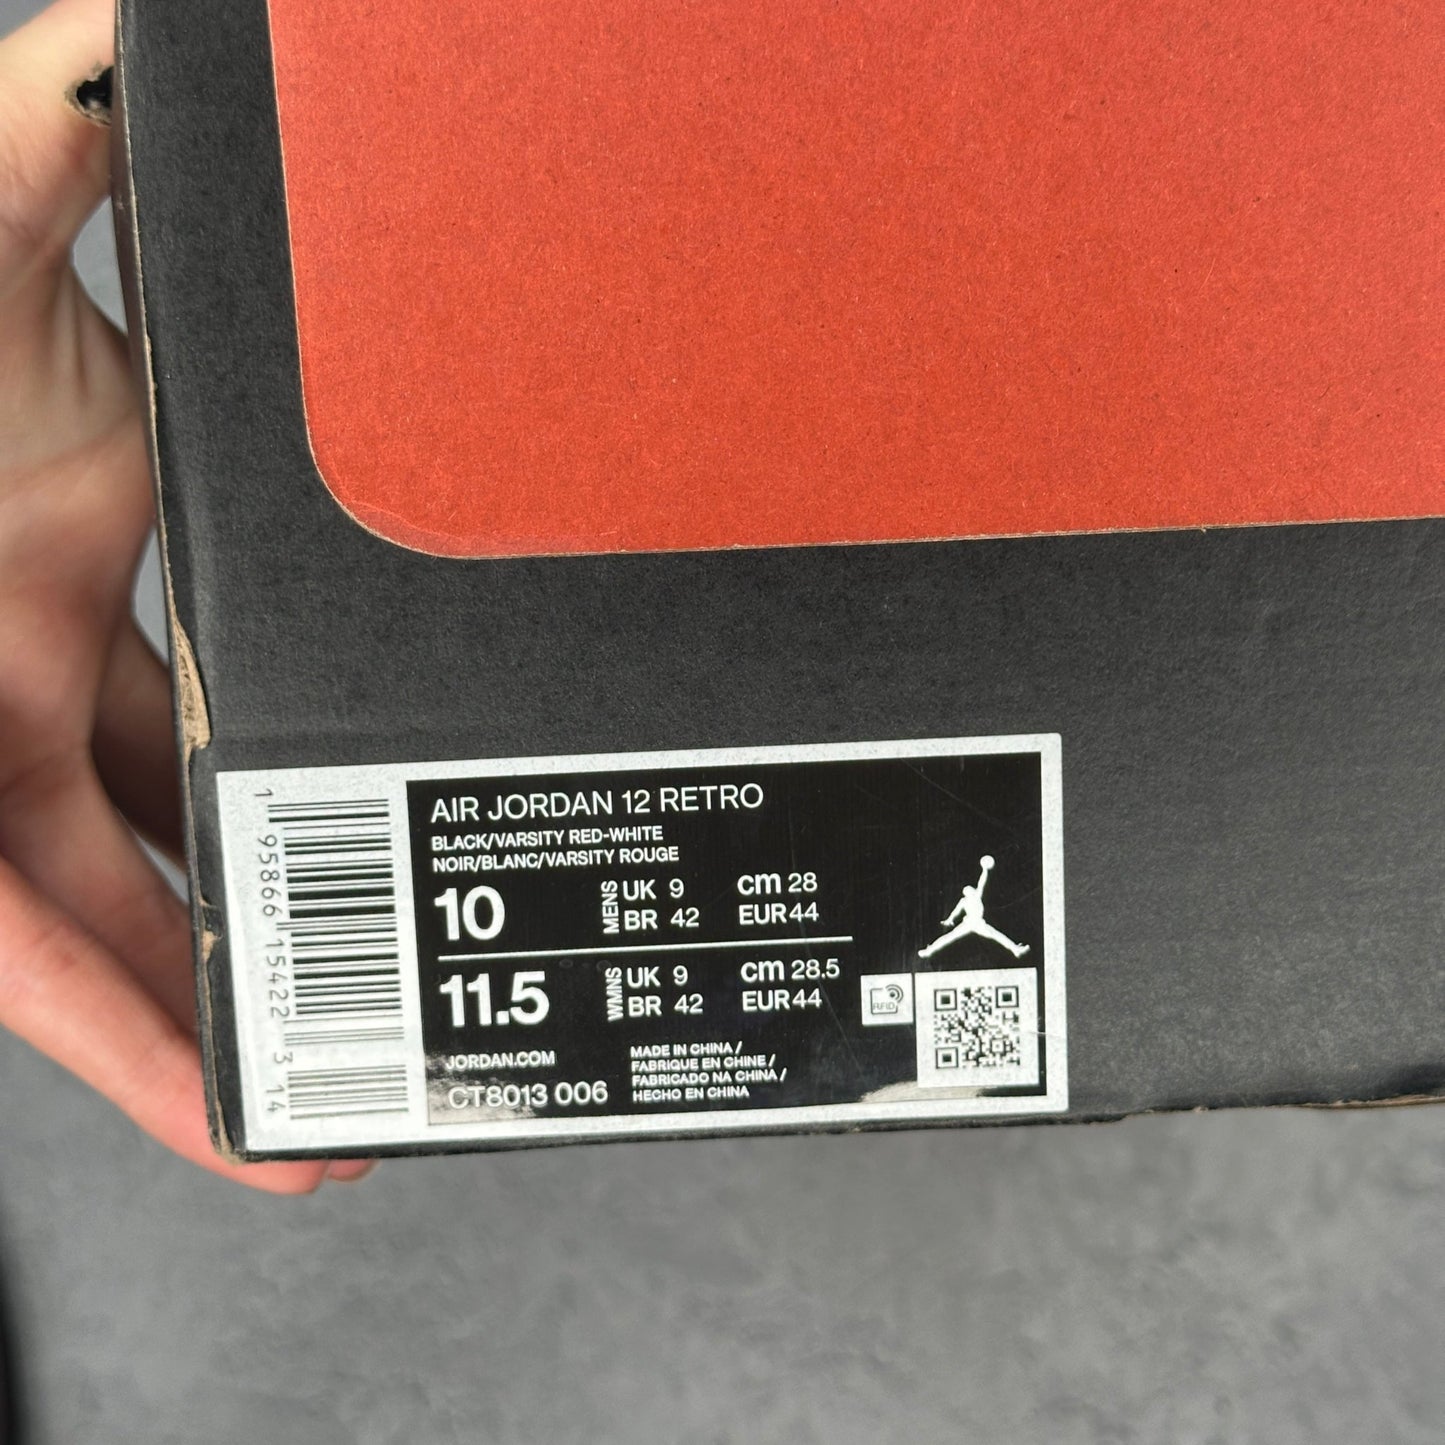 AIR JORDAN 12 RETRO
BLACK/VARSITY RED-WHITE
NOIR/BLANC/VARSITY ROUGE
10 MENS UK 9 cm 28
BR 42 EUR 44
11.5 WMNS UK 9 cm 28.5
BR 42 EUR 44
RFID
JORDAN.COM
CT8013 006
MADE IN CHINA /
FABRIQUE EN CHINE /
FABRICADO NA CHINA /
HECHO EN CHINA
1 95866 15422 3 14